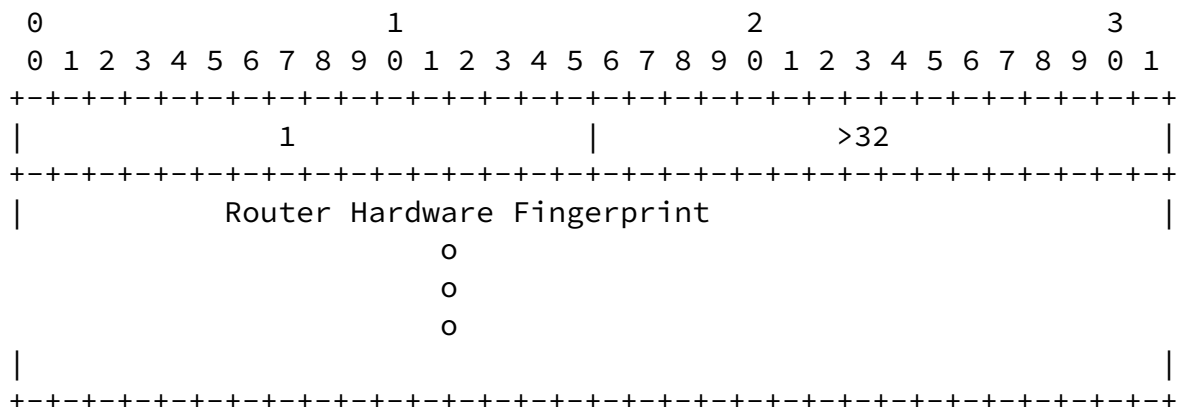 0                   1                   2                   3
 0 1 2 3 4 5 6 7 8 9 0 1 2 3 4 5 6 7 8 9 0 1 2 3 4 5 6 7 8 9 0 1
+-+-+-+-+-+-+-+-+-+-+-+-+-+-+-+-+-+-+-+-+-+-+-+-+-+-+-+-+-+-+-+-+
|              1                |             >32               |
+-+-+-+-+-+-+-+-+-+-+-+-+-+-+-+-+-+-+-+-+-+-+-+-+-+-+-+-+-+-+-+-+
|           Router Hardware Fingerprint                         |
                        o
                        o
                        o
|                                                               |
+-+-+-+-+-+-+-+-+-+-+-+-+-+-+-+-+-+-+-+-+-+-+-+-+-+-+-+-+-+-+-+-+